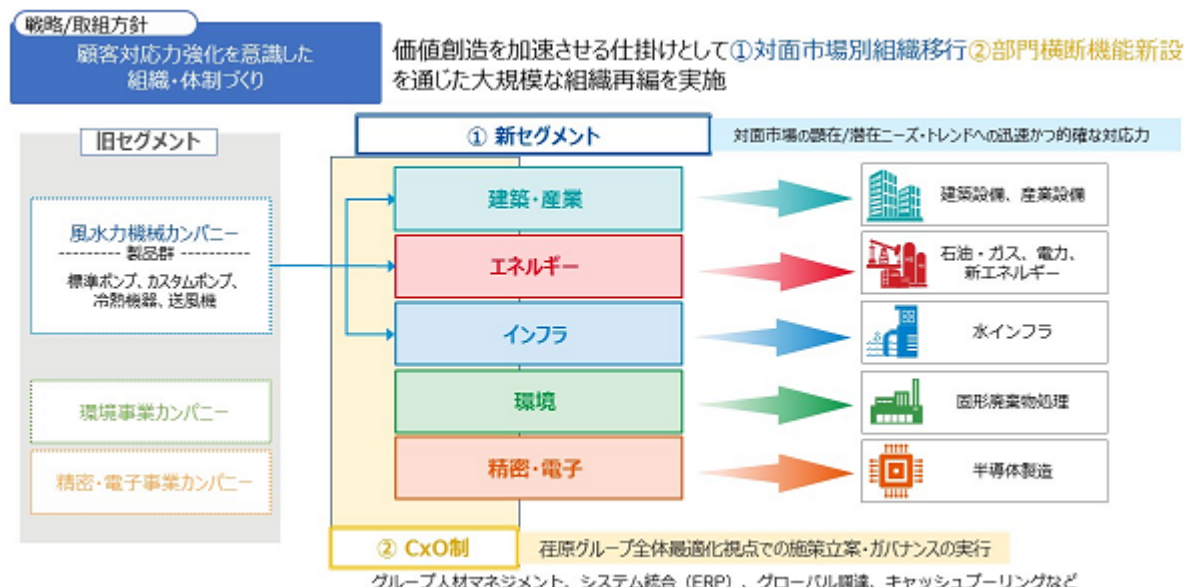 戦略/取組方針
顧客対応力強化を意識した
組織・体制づくり
価値創造を加速させる仕掛けとして①対面市場別組織移行②部門横断機能新設
を通じた大規模な組織再編を実施
旧セグメント
風水力機械カンパニー
製品群
標準ポンプ、カスタムポンプ、
冷熱機器、送風機
環境事業カンパニー
精密・電子事業カンパニー
① 新セグメント
対面市場の顕在/潜在ニーズ・トレンドへの迅速かつ的確な対応力
建築・産業
建築設備、産業設備
エネルギー
石油・ガス、電力、
新エネルギー
インフラ
水インフラ
環境
固形廃棄物処理
精密・電子
半導体製造
② CxO制
荏原グループ全体最適化視点での施策立案・ガバナンスの実行
グループ人材マネジメント、システム統合（ERP）、グローバル調達、キャッシュプーリングなど